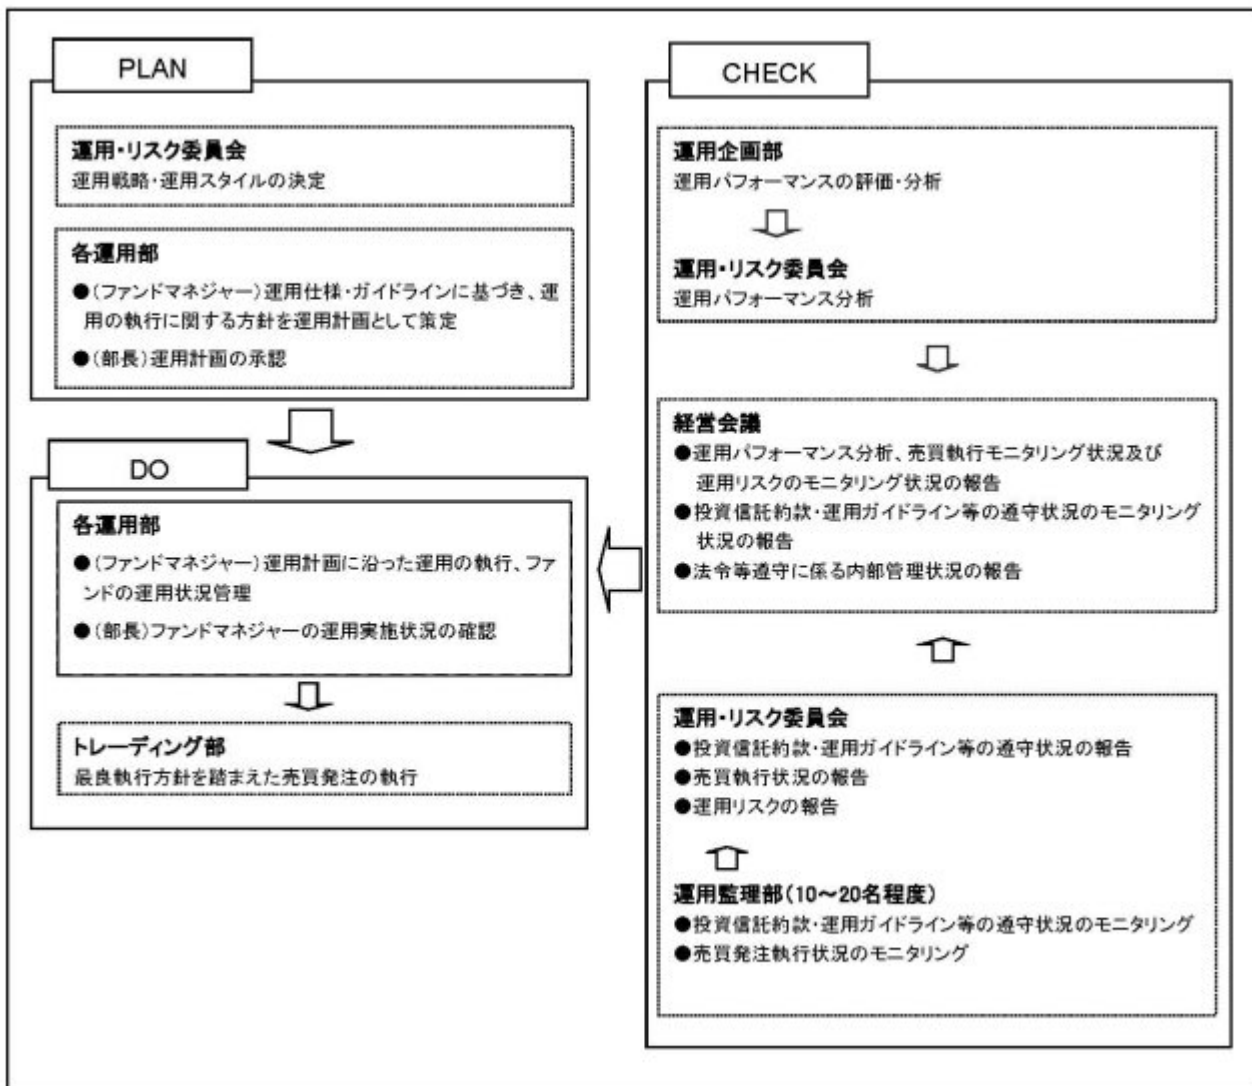 PLAN
運用・リスク委員会
運用戦略・運用スタイルの決定
各運用部
●(ファンドマネジャー)運用仕様・ガイドラインに基づき、運
用の執行に関する方針を運用計画として策定
●(部長)運用計画の承認
DO
各運用部
●(ファンドマネジャー)運用計画に沿った運用の執行、ファ
ンドの運用状況管理
●(部長)ファンドマネジャーの運用実施状況の確認
トレーディング部
最良執行方針を踏まえた売買発注の執行
CHECK
運用企画部
運用パフォーマンスの評価・分析
運用・リスク委員会
運用パフォーマンス分析
経営会議
●運用パフォーマンス分析、売買執行モニタリング状況及び
運用リスクのモニタリング状況の報告
●投資信託約款・運用ガイドライン等の遵守状況のモニタリング
状況の報告
●法令等遵守に係る内部管理状況の報告
運用・リスク委員会
●投資信託約款・運用ガイドライン等の遵守状況の報告
●売買執行状況の報告
●運用リスクの報告
運用監理部(10～20名程度)
●投資信託約款・運用ガイドライン等の遵守状況のモニタリング
●売買発注執行状況のモニタリング